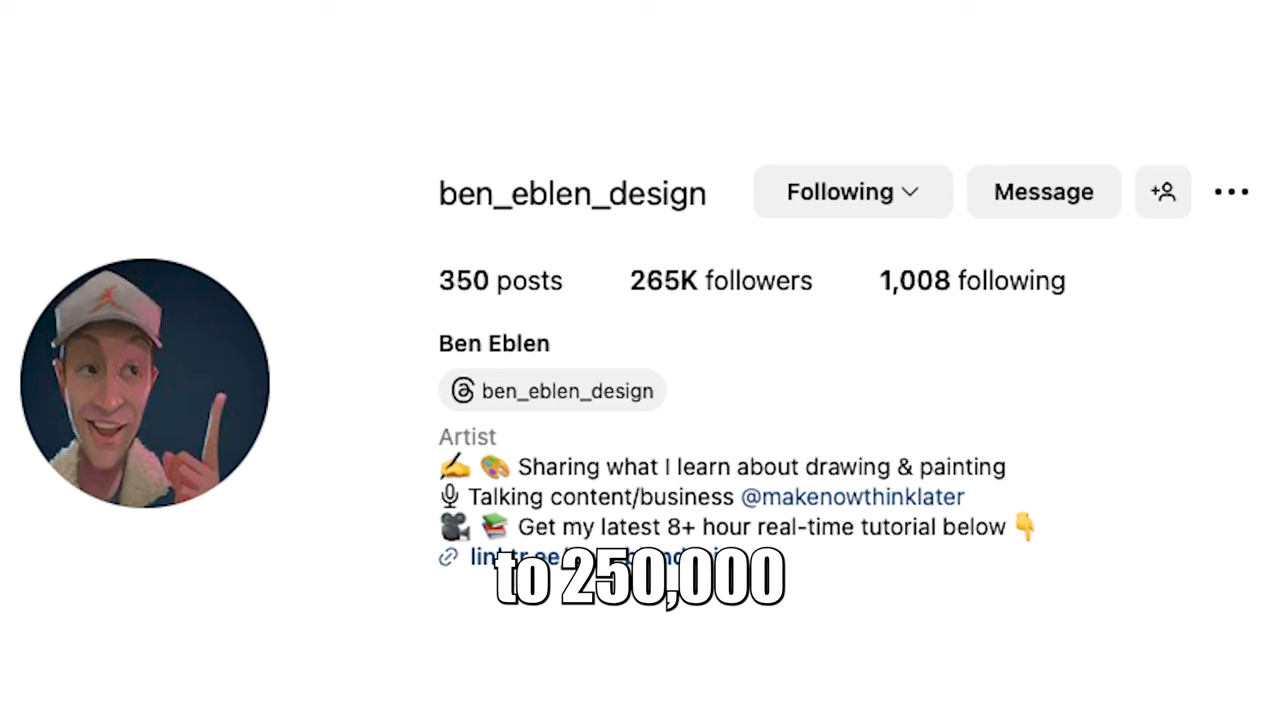 ben_eblen_design Following Message
350 posts 265K followers 1,008 following
Ben Eblen
ben_eblen_design
Artist
✍️ 🎨 Sharing what I learn about drawing & painting
🎙 Talking content/business @makenowthinklater
🎥 📚 Get my latest 8+ hour real-time tutorial below 👇
to 250,000